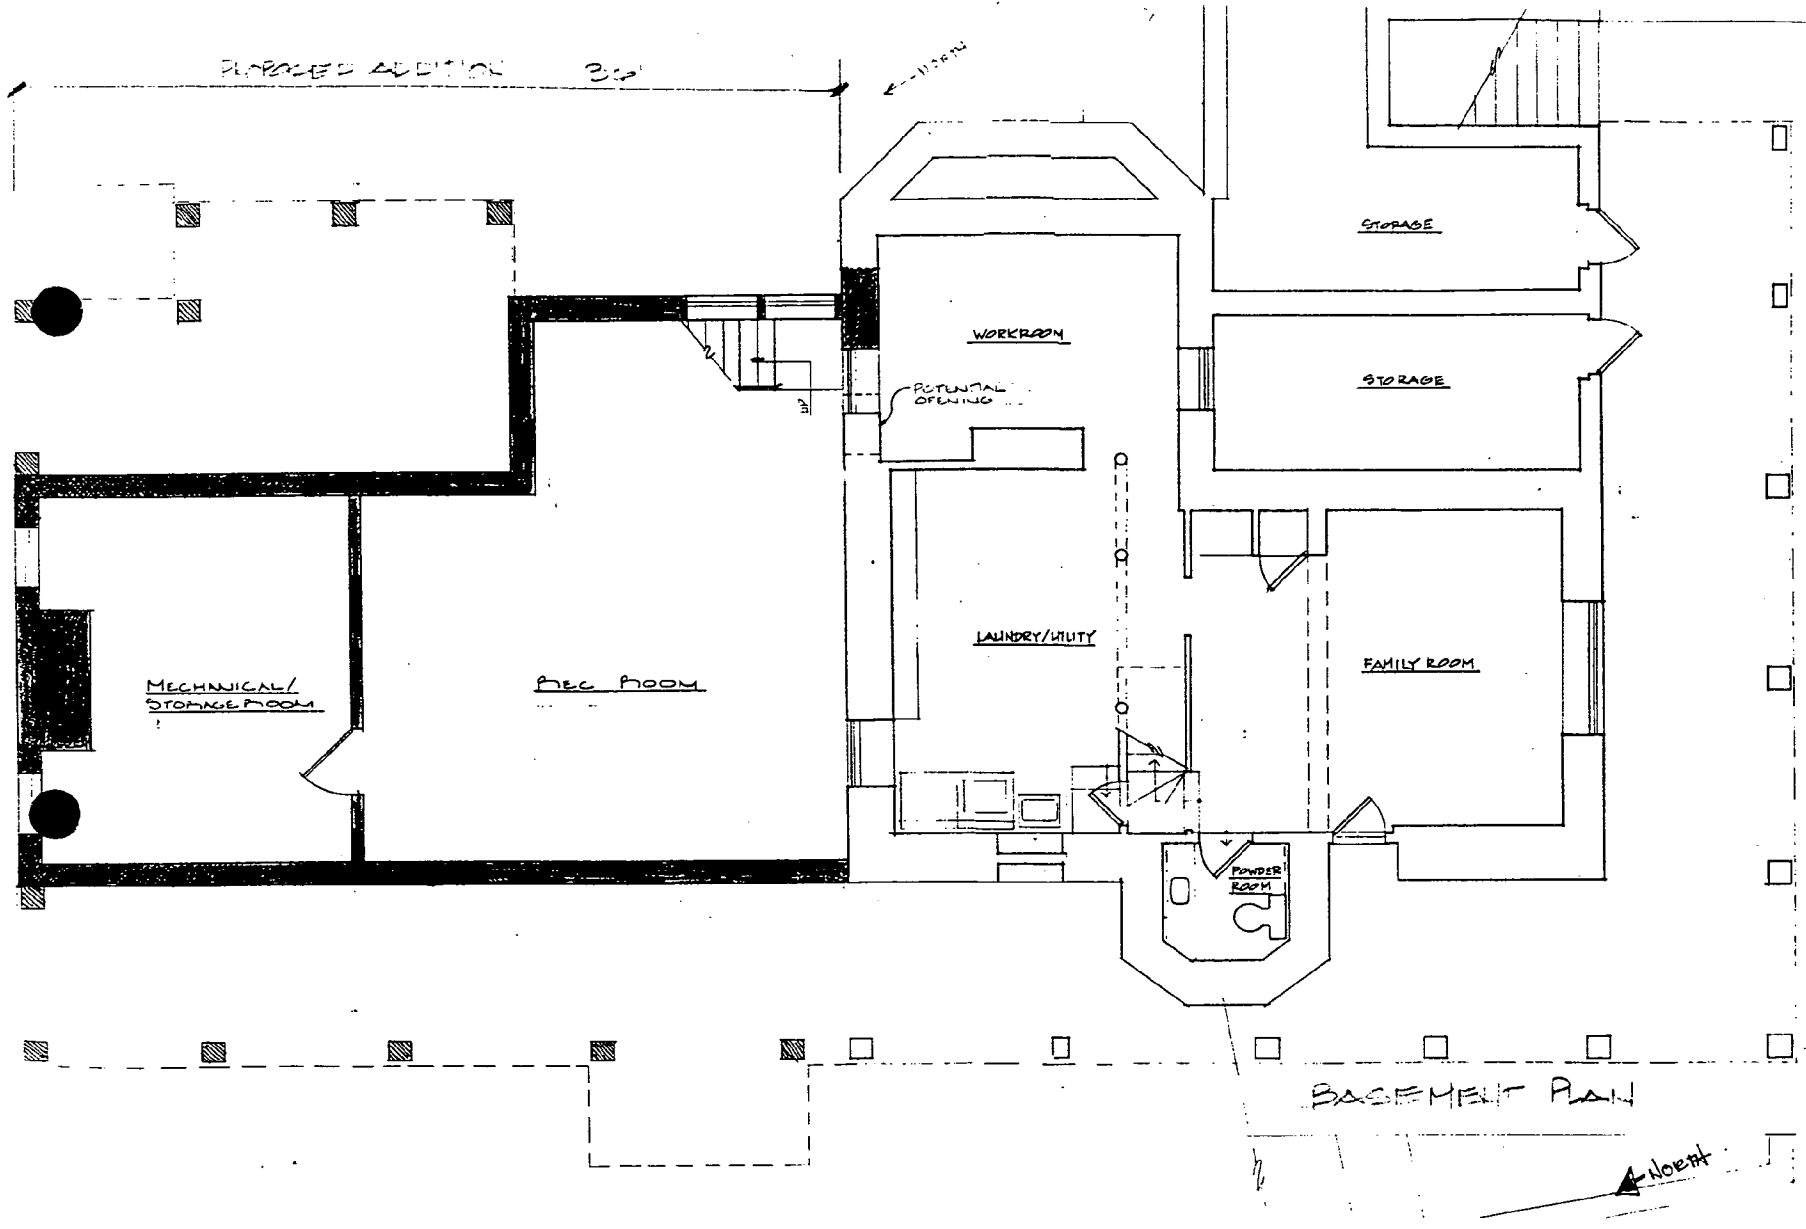 PROPOSED ADDITION 36'
NORTH
STORAGE
WORKROOM
STORAGE
POTENTIAL
OPENING
UP
LAUNDRY/UTILITY
FAMILY ROOM
MECHANICAL/
STORAGE ROOM
REC ROOM
POWDER
ROOM
BASEMENT PLAN
NORTH